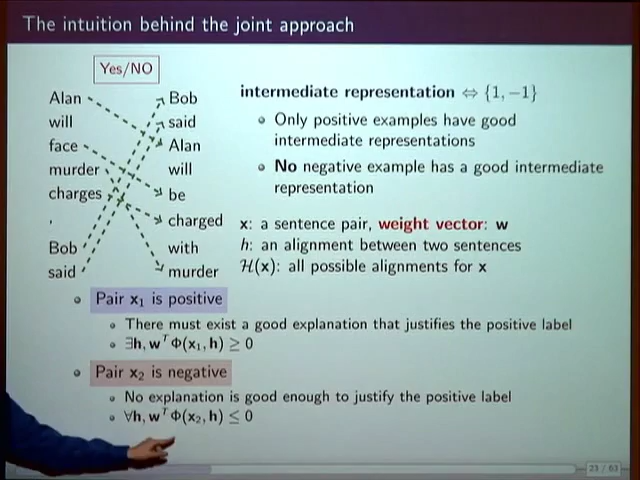 The intuition behind the joint approach
Yes/NO
Alan
will
face
murder
charges
.
Bob
said
Bob
said
Alan
will
be
charged
with
murder
intermediate representation ⇔ {1, −1}
Only positive examples have good
intermediate representations
No negative example has a good intermediate
representation
x: a sentence pair, weight vector: w
h: an alignment between two sentences
ℋ(x): all possible alignments for x
Pair x₁ is positive
There must exist a good explanation that justifies the positive label
∃h, wᵀΦ(x₁, h) ≥ 0
Pair x₂ is negative
No explanation is good enough to justify the positive label
∀h, wᵀΦ(x₂, h) ≤ 0
23 / 63